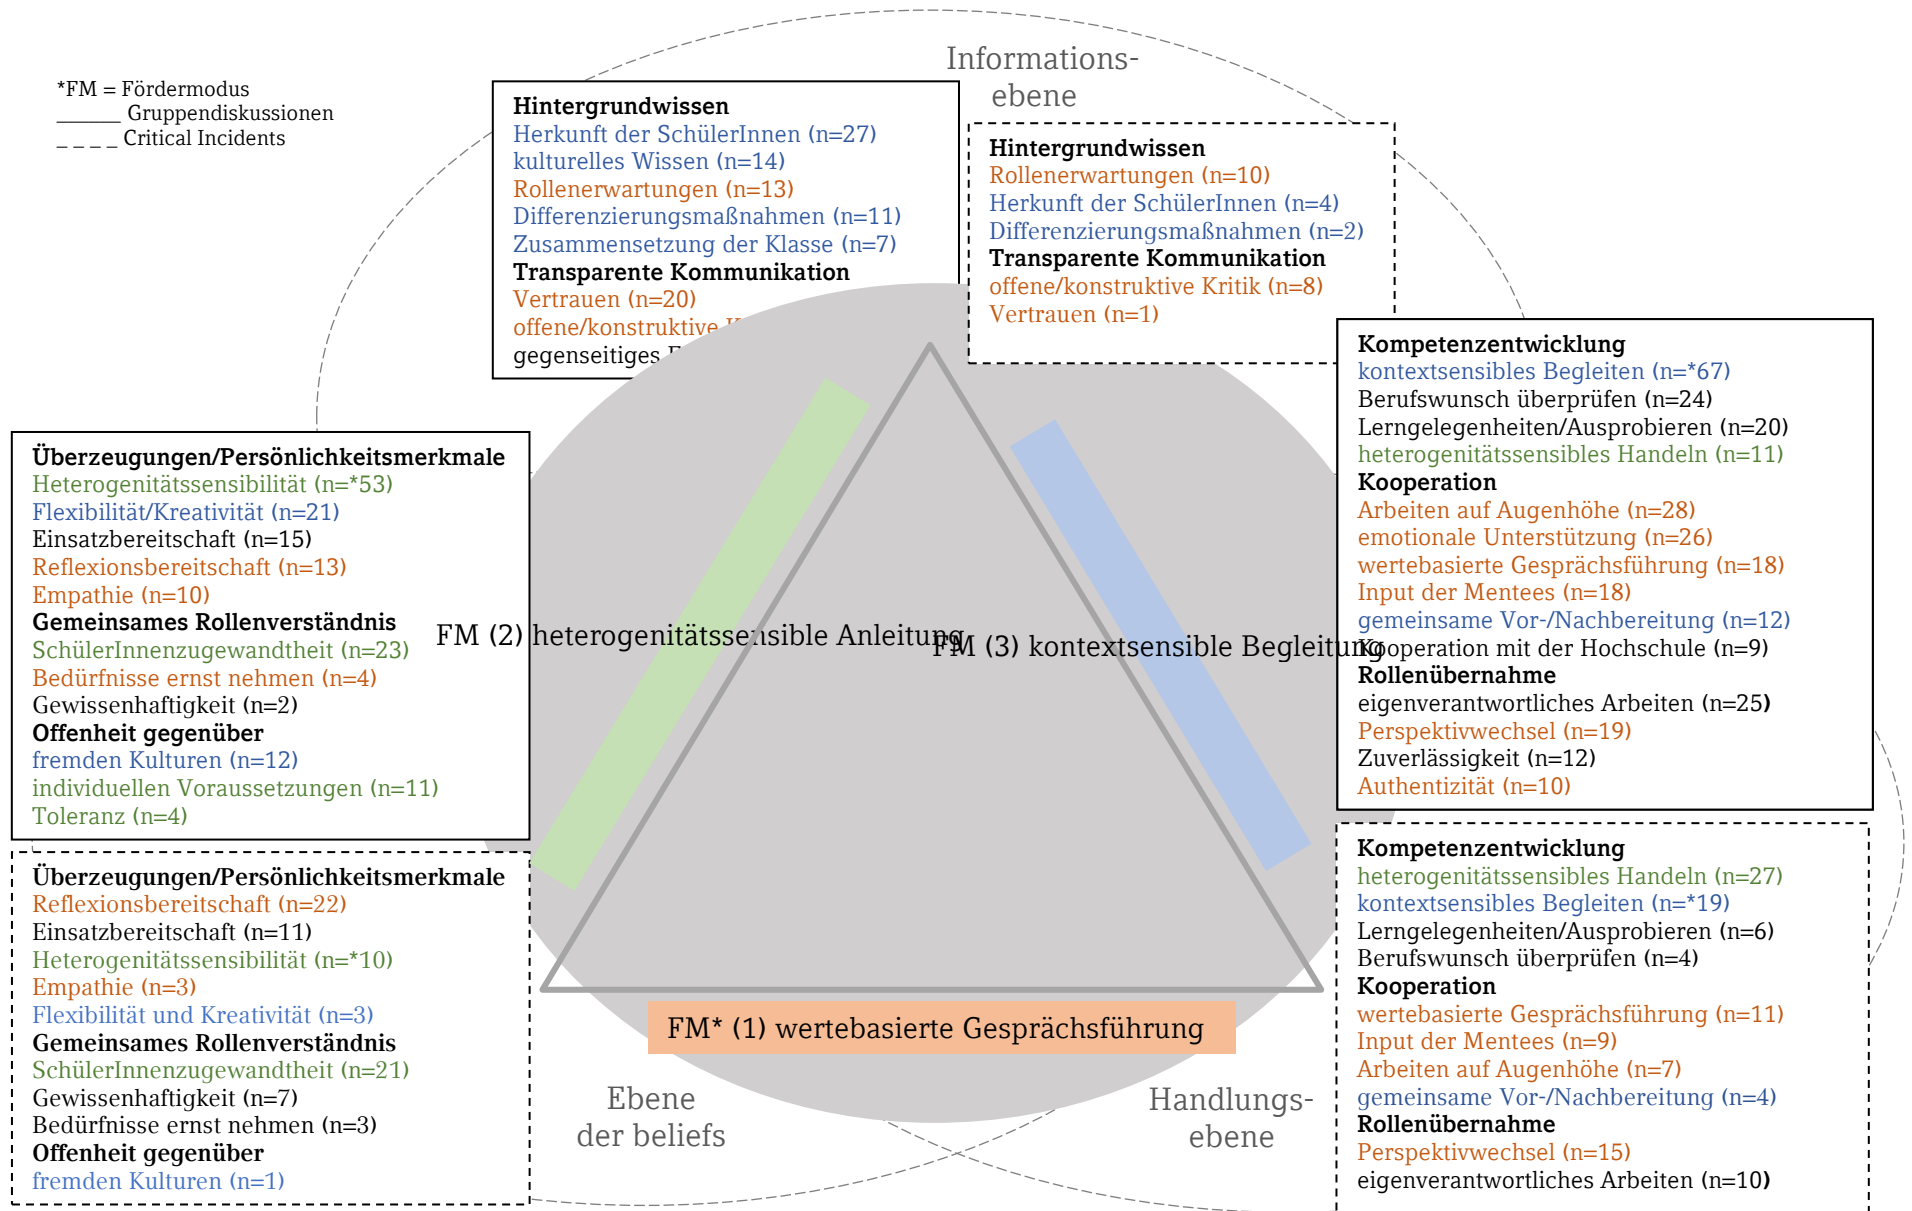 *FM = Fördermodus
______ Gruppendiskussionen
_ _ _ _ Critical Incidents
Informations-
ebene
Hintergrundwissen
Herkunft der SchülerInnen (n=27)
kulturelles Wissen (n=14)
Rollenerwartungen (n=13)
Differenzierungsmaßnahmen (n=11)
Zusammensetzung der Klasse (n=7)
Transparente Kommunikation
Vertrauen (n=20)
offene/konstruktive
gegenseitiges
Hintergrundwissen
Rollenerwartungen (n=10)
Herkunft der SchülerInnen (n=4)
Differenzierungsmaßnahmen (n=2)
Transparente Kommunikation
offene/konstruktive Kritik (n=8)
Vertrauen (n=1)
Überzeugungen/Persönlichkeitsmerkmale
Heterogenitätssensibilität (n=*53)
Flexibilität/Kreativität (n=21)
Einsatzbereitschaft (n=15)
Reflexionsbereitschaft (n=13)
Empathie (n=10)
Gemeinsames Rollenverständnis
SchülerInnenzugewandtheit (n=23)
Bedürfnisse ernst nehmen (n=4)
Gewissenhaftigkeit (n=2)
Offenheit gegenüber
fremden Kulturen (n=12)
individuellen Voraussetzungen (n=11)
Toleranz (n=4)
Überzeugungen/Persönlichkeitsmerkmale
Reflexionsbereitschaft (n=22)
Einsatzbereitschaft (n=11)
Heterogenitätssensibilität (n=*10)
Empathie (n=3)
Flexibilität und Kreativität (n=3)
Gemeinsames Rollenverständnis
SchülerInnenzugewandtheit (n=21)
Gewissenhaftigkeit (n=7)
Bedürfnisse ernst nehmen (n=3)
Offenheit gegenüber
fremden Kulturen (n=1)
FM (2) heterogenitätssensible Anleitung
FM (3) kontextsensible Begleitung
FM* (1) wertebasierte Gesprächsführung
Ebene
der beliefs
Handlungs-
ebene
Kompetenzentwicklung
kontextsensibles Begleiten (n=*67)
Berufswunsch überprüfen (n=24)
Lerngelegenheiten/Ausprobieren (n=20)
heterogenitätssensibles Handeln (n=11)
Kooperation
Arbeiten auf Augenhöhe (n=28)
emotionale Unterstützung (n=26)
wertebasierte Gesprächsführung (n=18)
Input der Mentees (n=18)
gemeinsame Vor-/Nachbereitung (n=12)
Kooperation mit der Hochschule (n=9)
Rollenübernahme
eigenverantwortliches Arbeiten (n=25)
Perspektivwechsel (n=19)
Zuverlässigkeit (n=12)
Authentizität (n=10)
Kompetenzentwicklung
heterogenitätssensibles Handeln (n=27)
kontextsensibles Begleiten (n=*19)
Lerngelegenheiten/Ausprobieren (n=6)
Berufswunsch überprüfen (n=4)
Kooperation
wertebasierte Gesprächsführung (n=11)
Input der Mentees (n=9)
Arbeiten auf Augenhöhe (n=7)
gemeinsame Vor-/Nachbereitung (n=4)
Rollenübernahme
Perspektivwechsel (n=15)
eigenverantwortliches Arbeiten (n=10)